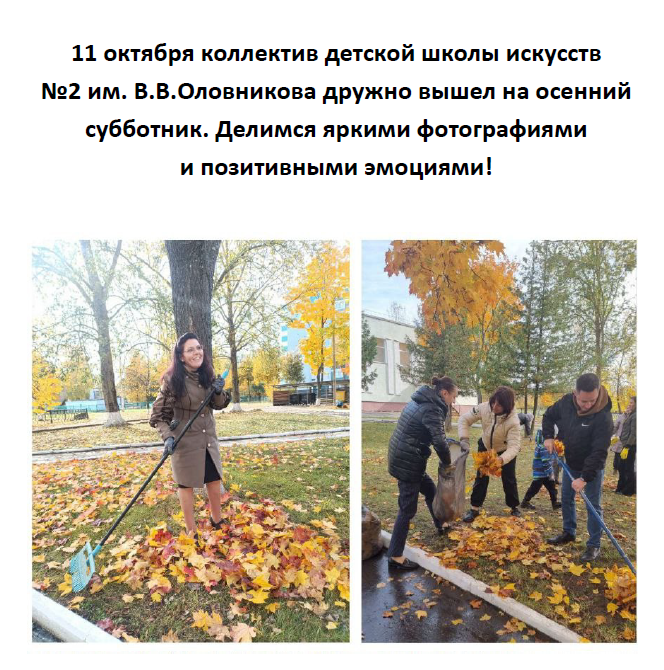 11 октября коллектив детской школы искусств
№2 им. В.В.Оловникова дружно вышел на осенний
субботник. Делимся яркими фотографиями
и позитивными эмоциями!